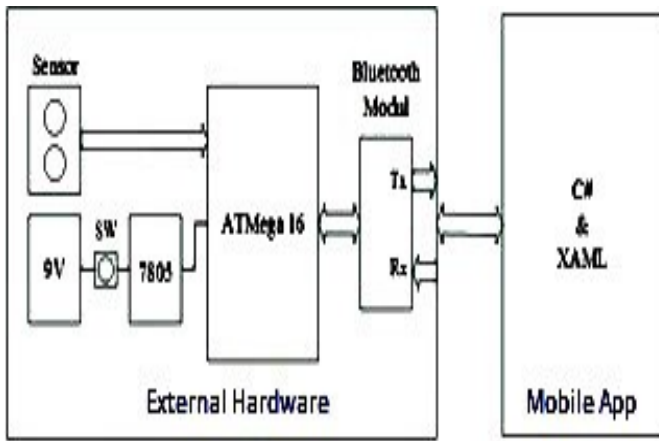 Sensor
Bluetooth
Modul
Tx
SW
9V
7805
ATMega 16
Rx
C#
&
XAML
External Hardware
Mobile App